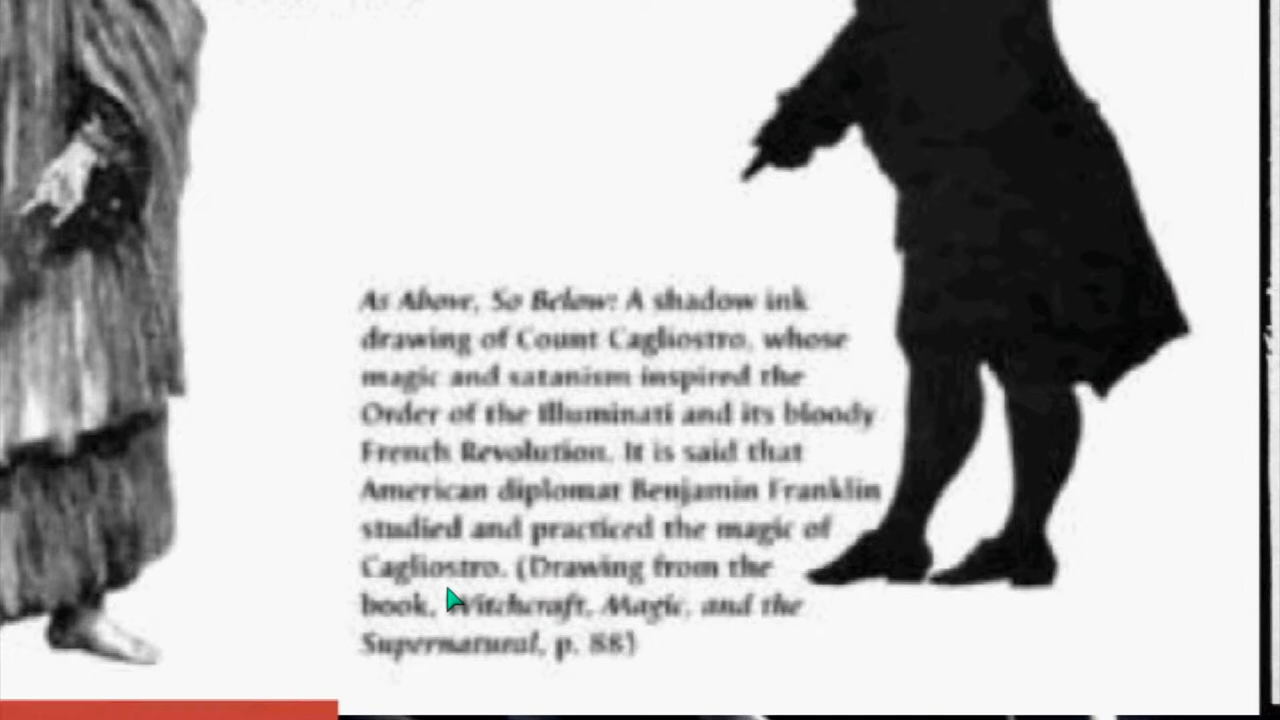 As Above, So Below: A shadow ink
drawing of Count Cagliostro, whose
magic and satanism inspired the
Order of the Illuminati and its bloody
French Revolution. It is said that
American diplomat Benjamin Franklin
studied and practiced the magic of
Cagliostro. (Drawing from the
book, Witchcraft, Magic, and the
Supernatural, p. 88)